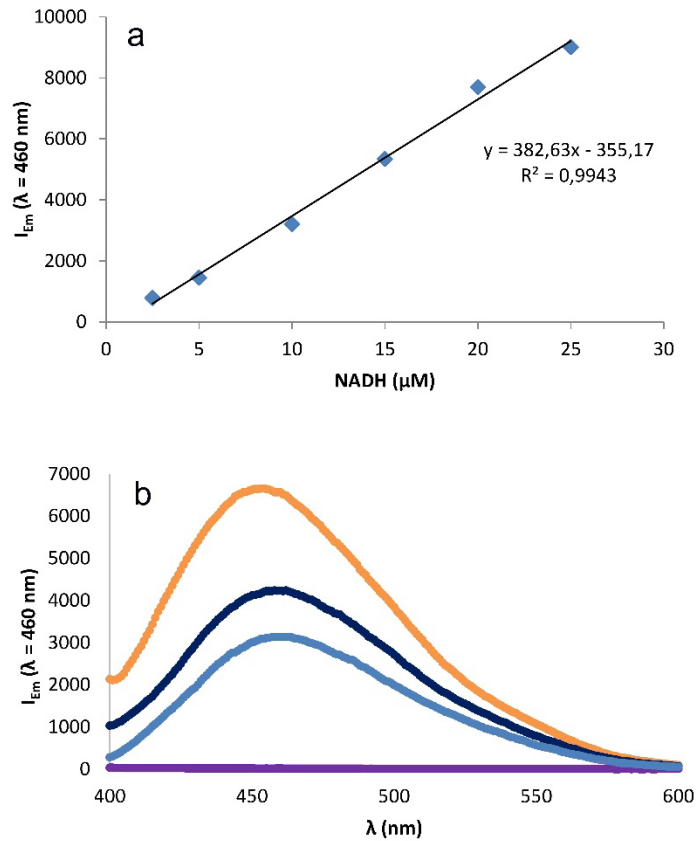 a
10000
8000
6000
4000
2000
0
I_Em (λ = 460 nm)
y = 382,63x - 355,17
R² = 0,9943
0 5 10 15 20 25 30
NADH (µM)
b
7000
6000
5000
4000
3000
2000
1000
0
I_Em (λ = 460 nm)
400 450 500 550 600
λ (nm)